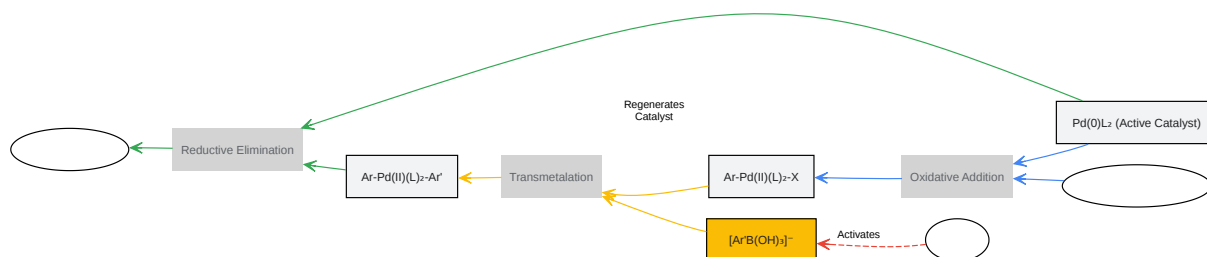 Regenerates
Catalyst
Pd(0)L₂ (Active Catalyst)
Reductive Elimination
Ar-Pd(II)(L)₂-Ar'
Transmetalation
Ar-Pd(II)(L)₂-X
Oxidative Addition
[Ar'B(OH)₃]⁻
Activates